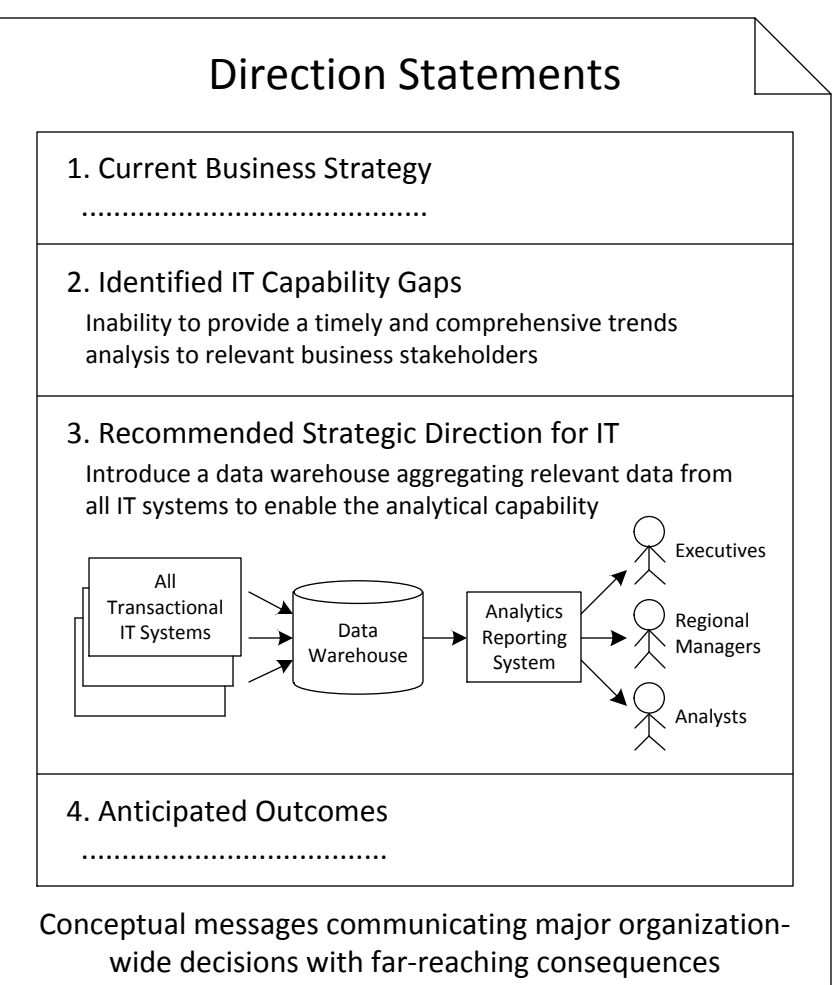 Direction Statements
1. Current Business Strategy
...........................................
2. Identified IT Capability Gaps
Inability to provide a timely and comprehensive trends
analysis to relevant business stakeholders
3. Recommended Strategic Direction for IT
Introduce a data warehouse aggregating relevant data from
all IT systems to enable the analytical capability
All
Transactional
IT Systems
Data
Warehouse
Analytics
Reporting
System
Executives
Regional
Managers
Analysts
4. Anticipated Outcomes
......................................
Conceptual messages communicating major organization-
wide decisions with far-reaching consequences